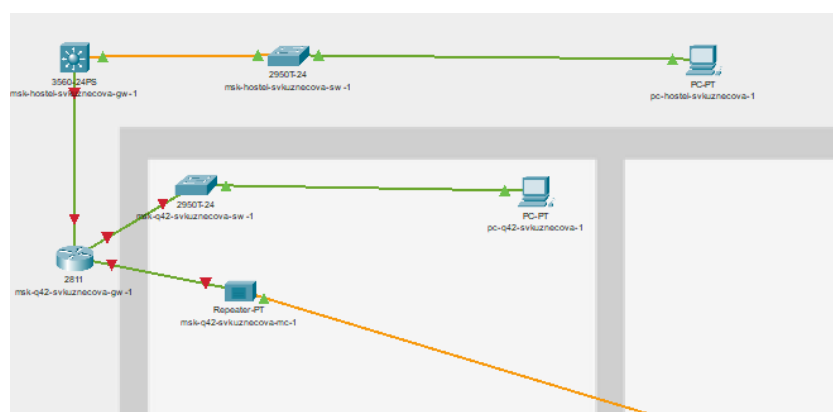 3560-24PS
msk-hostel-svkuznecova-gw-1
2950T-24
msk-hostel-svkuznecova-sw -1
PC-PT
pc-hostel-svkuznecova-1
2950T-24
msk-q42-svkuznecova-sw -1
PC-PT
pc-q42-svkuznecova-1
2811
msk-q42-svkuznecova-gw -1
Repeater-PT
msk-q42-svkuznecova-mc-1